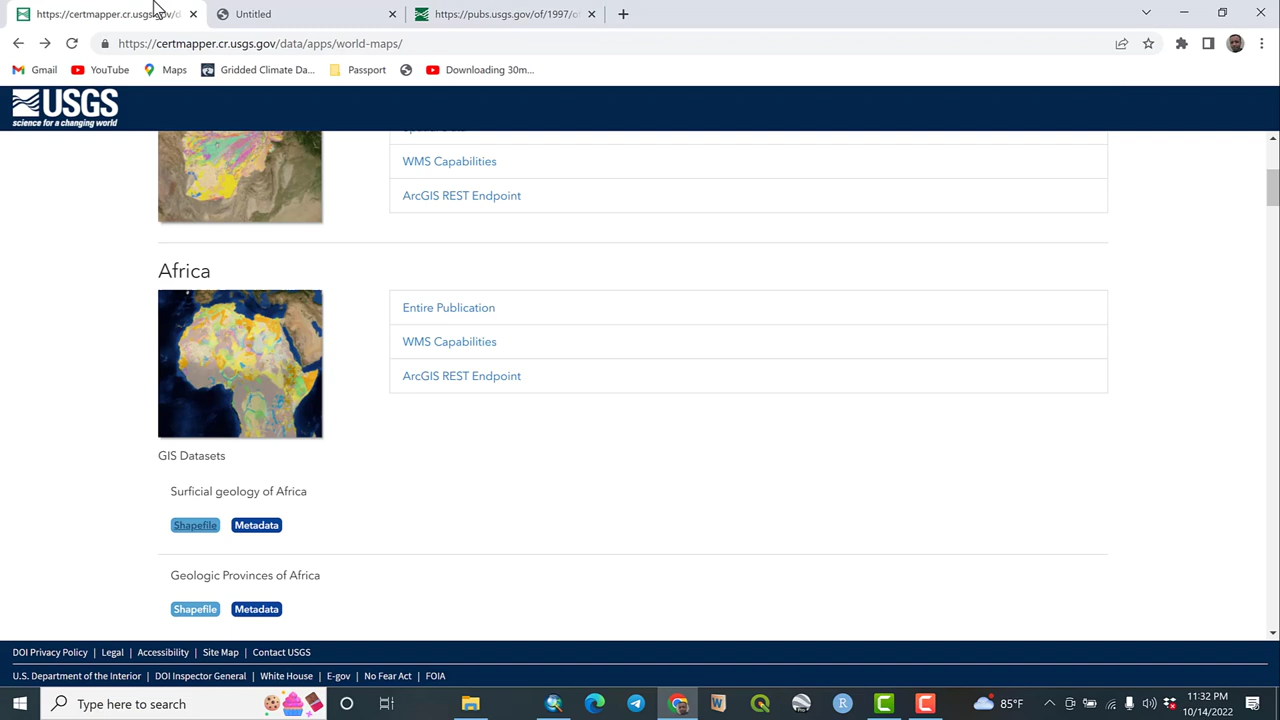 https://certmapper.cr.usgs.gov/d
Untitled
https://pubs.usgs.gov/of/1997/of
https://certmapper.cr.usgs.gov/data/apps/world-maps/
Gmail
YouTube
Maps
Gridded Climate Da...
Passport
Downloading 30m...
USGS
science for a changing world
WMS Capabilities
ArcGIS REST Endpoint
Africa
Entire Publication
WMS Capabilities
ArcGIS REST Endpoint
GIS Datasets
Surficial geology of Africa
Shapefile Metadata
Geologic Provinces of Africa
Shapefile Metadata
DOI Privacy Policy | Legal | Accessibility | Site Map | Contact USGS
U.S. Department of the Interior | DOI Inspector General | White House | E-gov | No Fear Act | FOIA
Type here to search
85°F
11:32 PM
10/14/2022